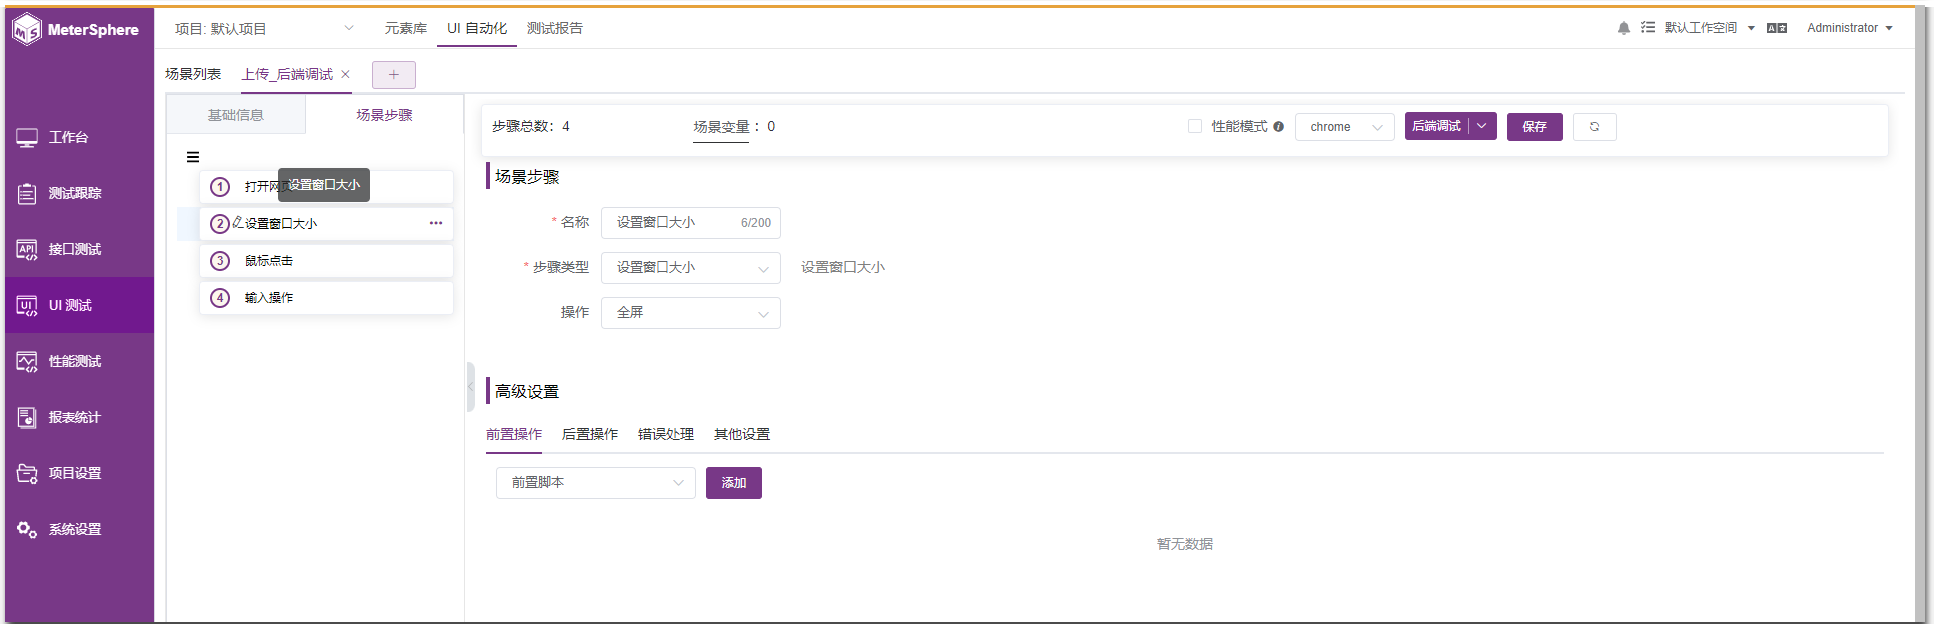 MeterSphere
项目: 默认项目
元素库
UI 自动化
测试报告
默认工作空间
Administrator
工作台
测试跟踪
接口测试
UI 测试
性能测试
报表统计
项目设置
系统设置
场景列表
上传_后端调试
基础信息
场景步骤
1 打开网页
设置窗口大小
2 设置窗口大小
3 鼠标点击
4 输入操作
步骤总数：4
场景变量 ：0
性能模式
chrome
后端调试
保存
场景步骤
* 名称 设置窗口大小 6/200
* 步骤类型 设置窗口大小 设置窗口大小
操作 全屏
高级设置
前置操作 后置操作 错误处理 其他设置
前置脚本 添加
暂无数据